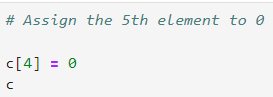 # Assign the 5th element to 0
c[4] = 0
c